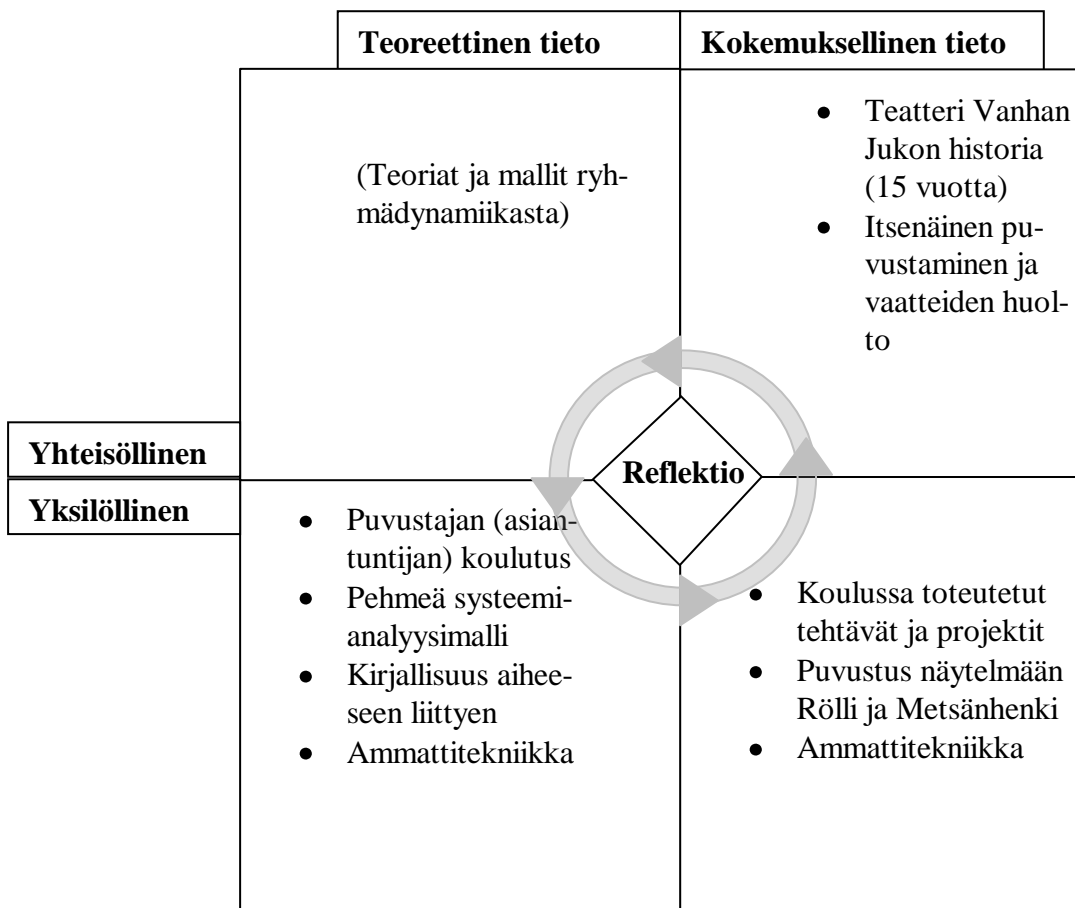 Teoreettinen tieto
Kokemuksellinen tieto
(Teoriat ja mallit ryh-
mädynamiikasta)
● Teatteri Vanhan
Jukon historia
(15 vuotta)
● Itsenäinen pu-
vustaminen ja
vaatteiden huol-
to
Yhteisöllinen
Reflektio
Yksilöllinen
● Puvustajan (asian-
tuntijan) koulutus
● Pehmeä systeemi-
analyysimalli
● Kirjallisuus aihee-
seen liittyen
● Ammattitekniikka
● Koulussa toteutetut
tehtävät ja projektit
● Puvustus näytelmään
Rölli ja Metsänhenki
● Ammattitekniikka